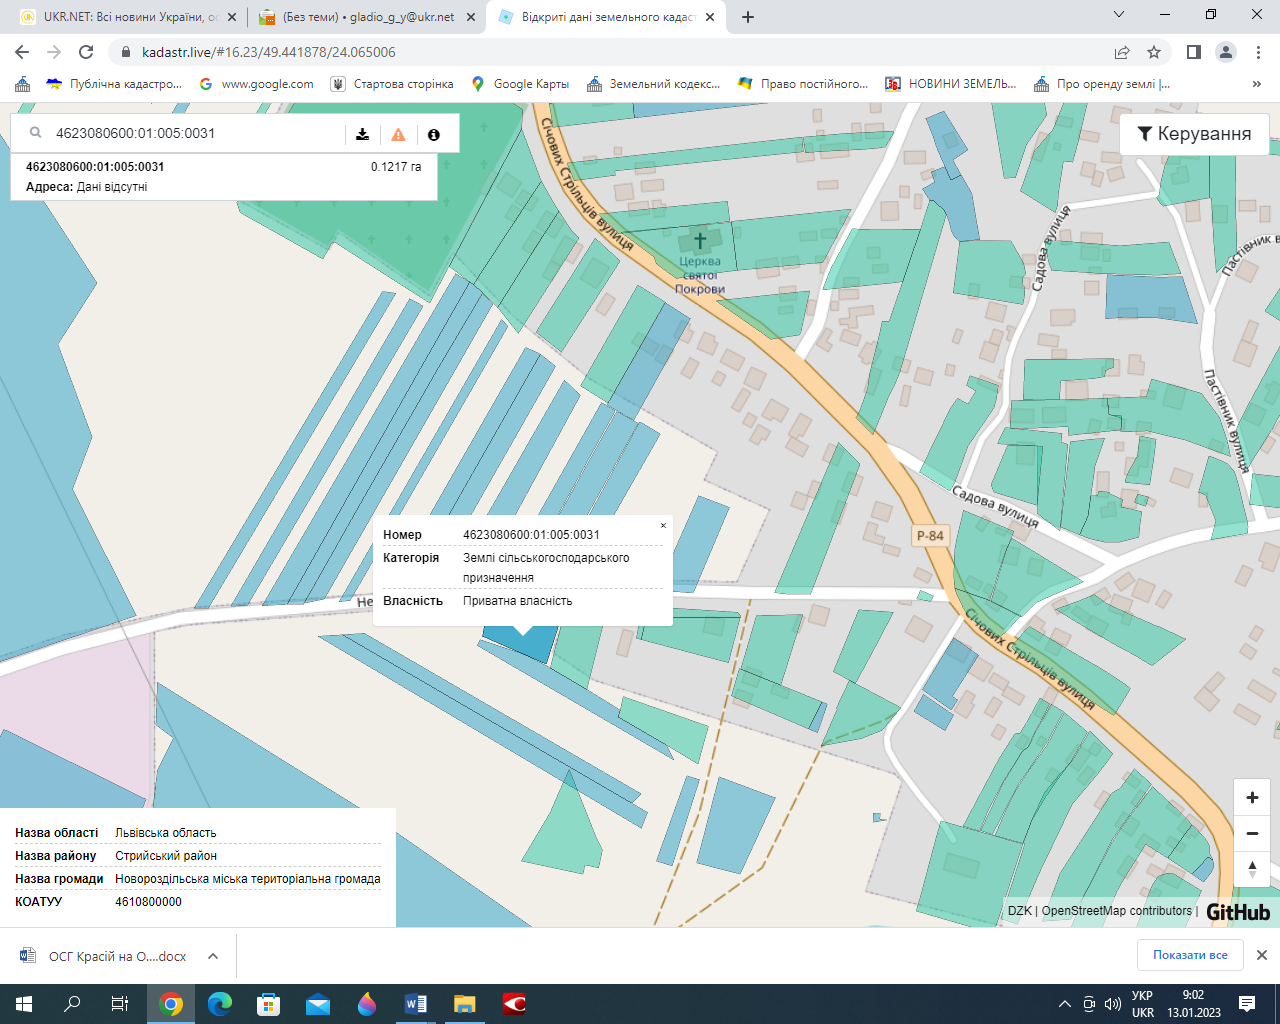 UKR.NET: Всі новини України, ос
(Без теми) • gladio_g_y@ukr.net
Відкриті дані земельного кадаст
kadastr.live/#16.23/49.441878/24.065006
Публічна кадастро...
www.google.com
Стартова сторінка
Google Карты
Земельний кодекс...
Право постійного...
НОВИНИ ЗЕМЕЛЬ...
Про оренду землі |...
»
4623080600:01:005:0031
4623080600:01:005:0031 0.1217 га
Адреса: Дані відсутні
Керування
Січових Стрільців вулиця
Церква
святої
Покрови
Садова вулиця
Пастівник в
Пастівник вулиця
Садова вулиця
Р-84
Січових Стрільців вулиця
Не
Номер 4623080600:01:005:0031
Категорія Землі сільськогосподарського
призначення
Власність Приватна власність
Назва області Львівська область
Назва району Стрийський район
Назва громади Новороздільська міська територіальна громада
КОАТУУ 4610800000
DZK | OpenStreetMap contributors | GitHub
ОСГ Красій на О....docx
Показати все
УКР
UKR
9:02
13.01.2023